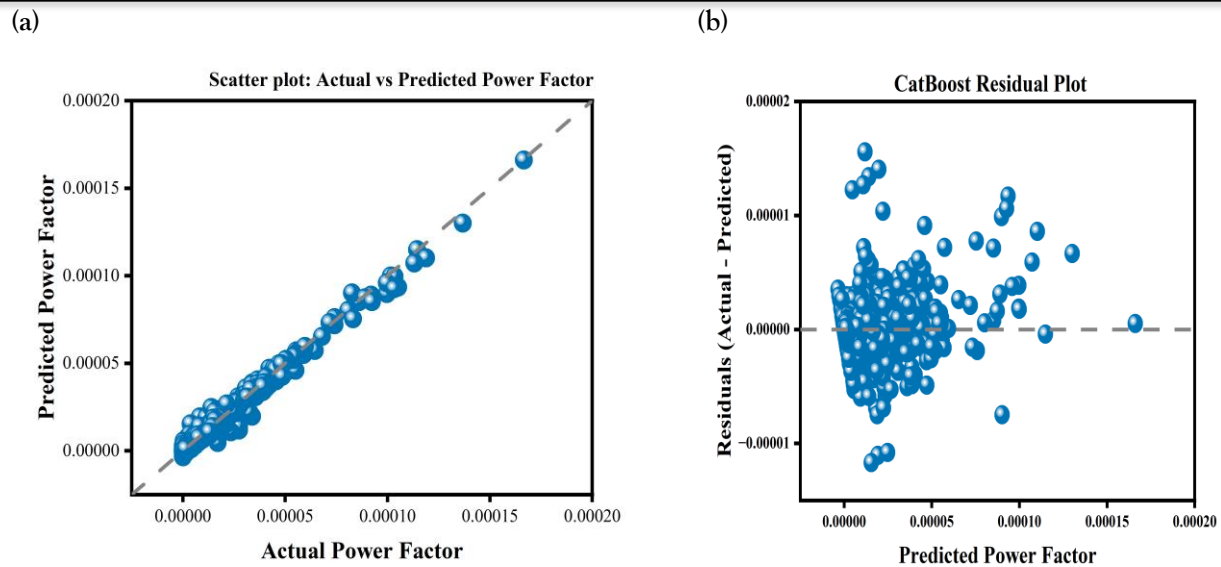 (a)
Scatter plot: Actual vs Predicted Power Factor
0.00020
0.00015
0.00010
0.00005
0.00000
Predicted Power Factor
0.00000 0.00005 0.00010 0.00015 0.00020
Actual Power Factor
(b)
CatBoost Residual Plot
0.00002
0.00001
0.00000
−0.00001
Residuals (Actual - Predicted)
0.00000 0.00005 0.00010 0.00015 0.00020
Predicted Power Factor